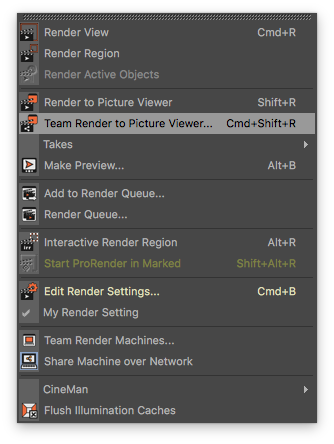 Render View Cmd+R
Render Region
Render Active Objects
Render to Picture Viewer Shift+R
Team Render to Picture Viewer... Cmd+Shift+R
Takes
Make Preview... Alt+B
Add to Render Queue...
Render Queue...
Interactive Render Region Alt+R
Start ProRender in Marked Shift+Alt+R
Edit Render Settings... Cmd+B
My Render Setting
Team Render Machines...
Share Machine over Network
CineMan
Flush Illumination Caches